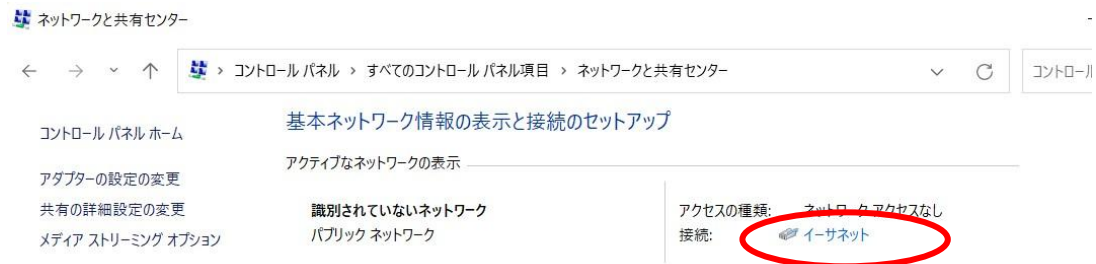 ネットワークと共有センター
コントロール パネル > すべてのコントロール パネル項目 > ネットワークと共有センター
コントロール
コントロール パネル ホーム
基本ネットワーク情報の表示と接続のセットアップ
アダプターの設定の変更
アクティブなネットワークの表示
共有の詳細設定の変更
識別されていないネットワーク
アクセスの種類: ネットワーク アクセスなし
メディア ストリーミング オプション
パブリック ネットワーク
接続: イーサネット